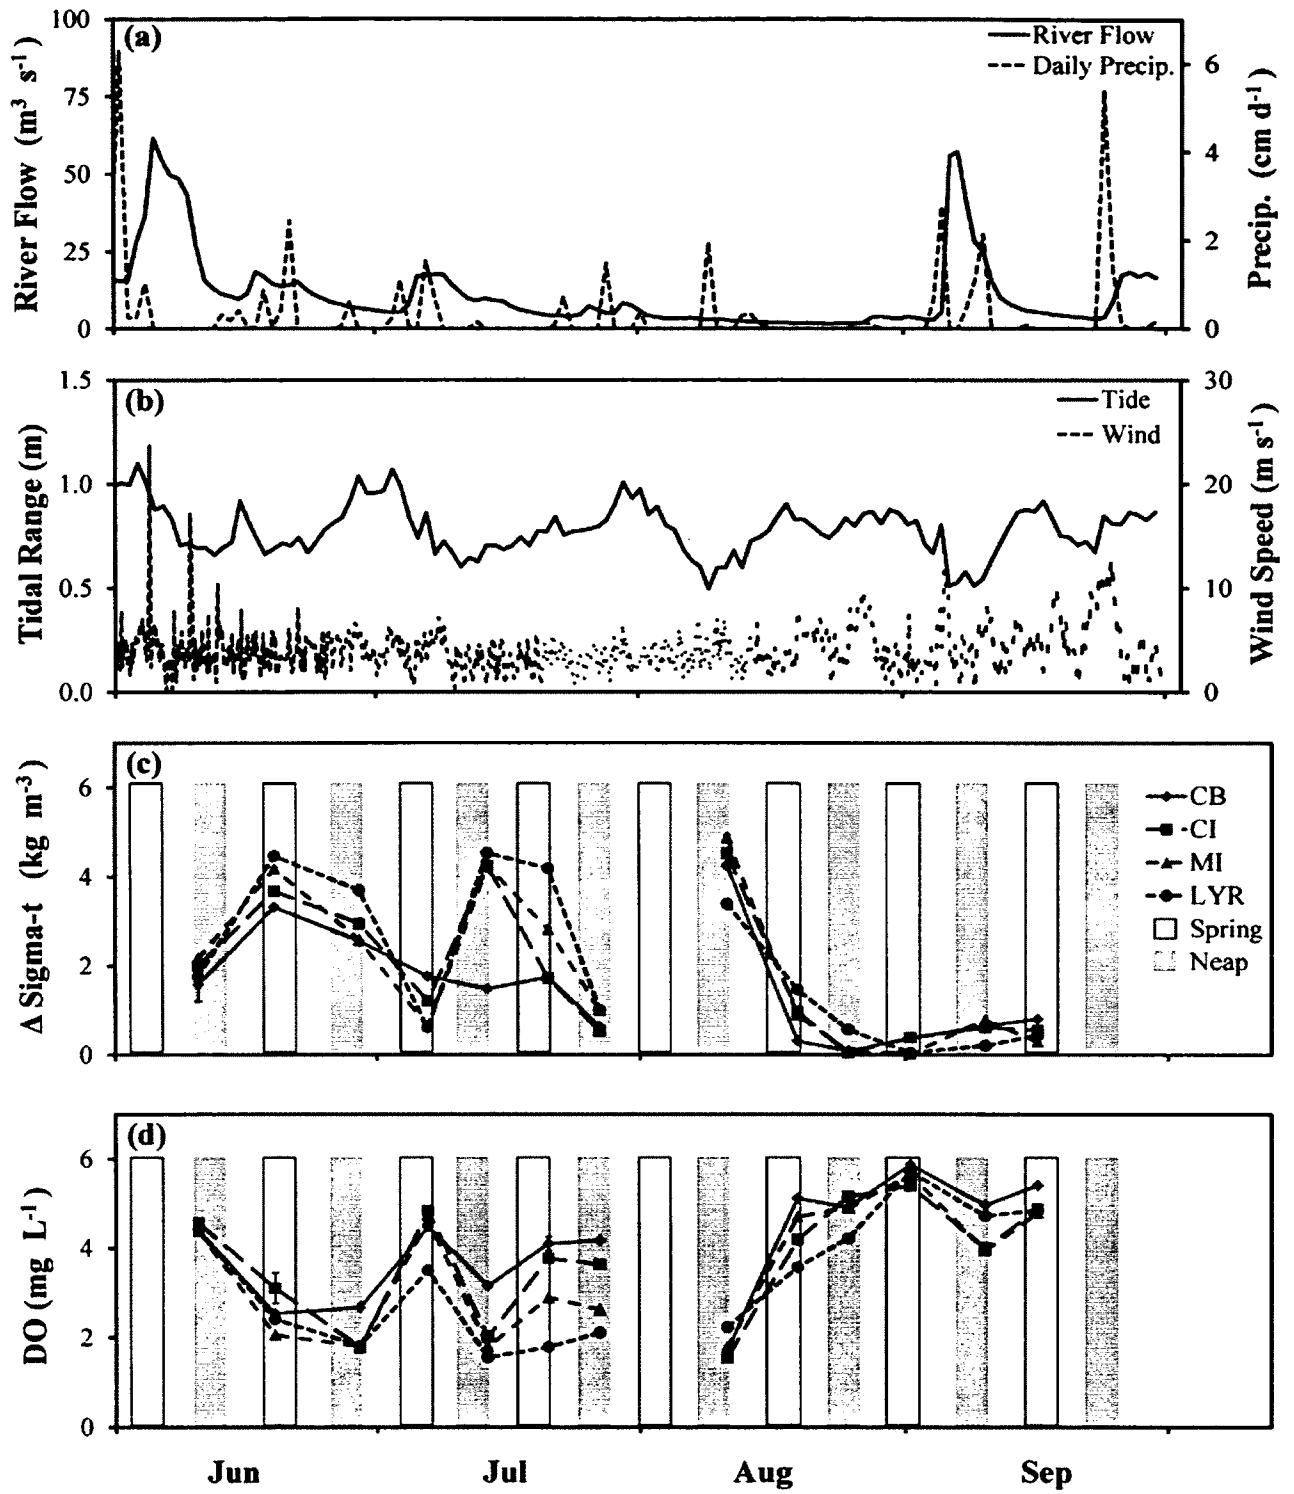 (a)
River Flow
Daily Precip.
100
75
50
25
0
River Flow (m³ s⁻¹)
6
4
2
0
Precip. (cm d⁻¹)
(b)
Tide
Wind
1.5
1.0
0.5
0.0
Tidal Range (m)
30
20
10
0
Wind Speed (m s⁻¹)
(c)
CB
CI
MI
LYR
Spring
Neap
6
4
2
0
Δ Sigma-t (kg m⁻³)
(d)
6
4
2
0
DO (mg L⁻¹)
Jun Jul Aug Sep